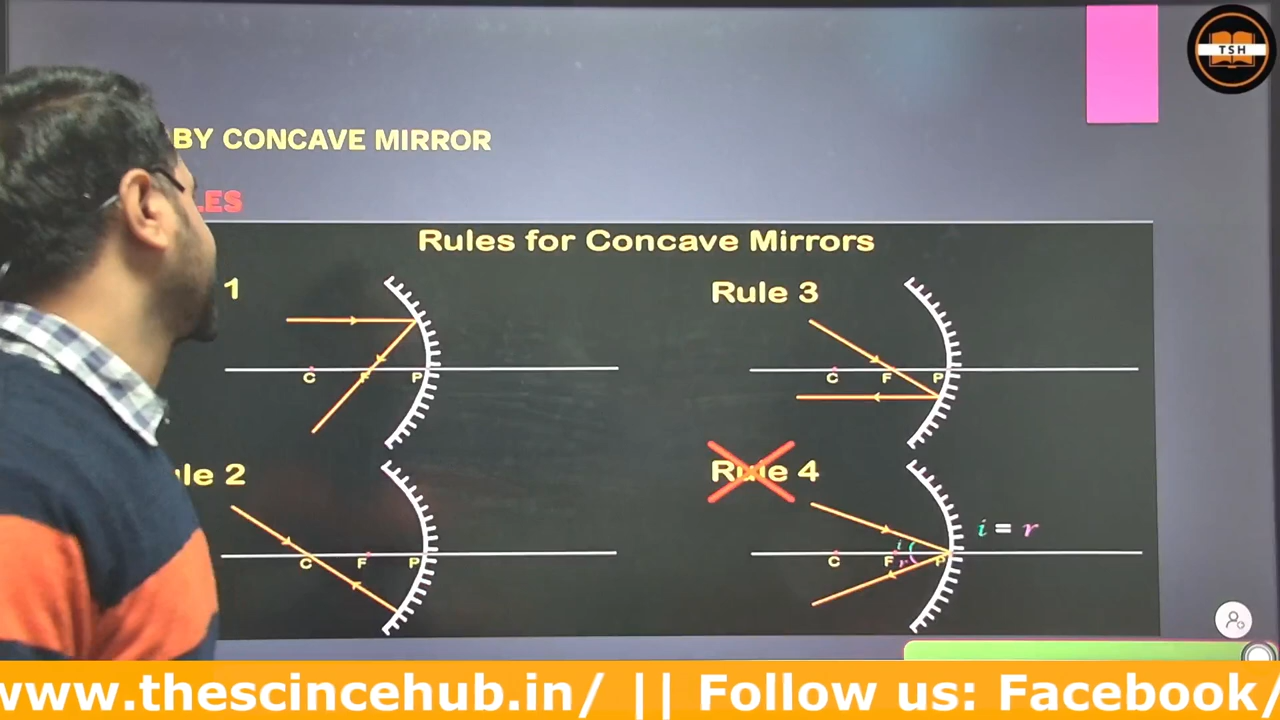 TSH
BY CONCAVE MIRROR
LES
Rules for Concave Mirrors
1
C F P
Rule 3
C F P
le 2
C F P
Rule 4
i = r
i
r
C F P
www.thescincehub.in/ || Follow us: Facebook/